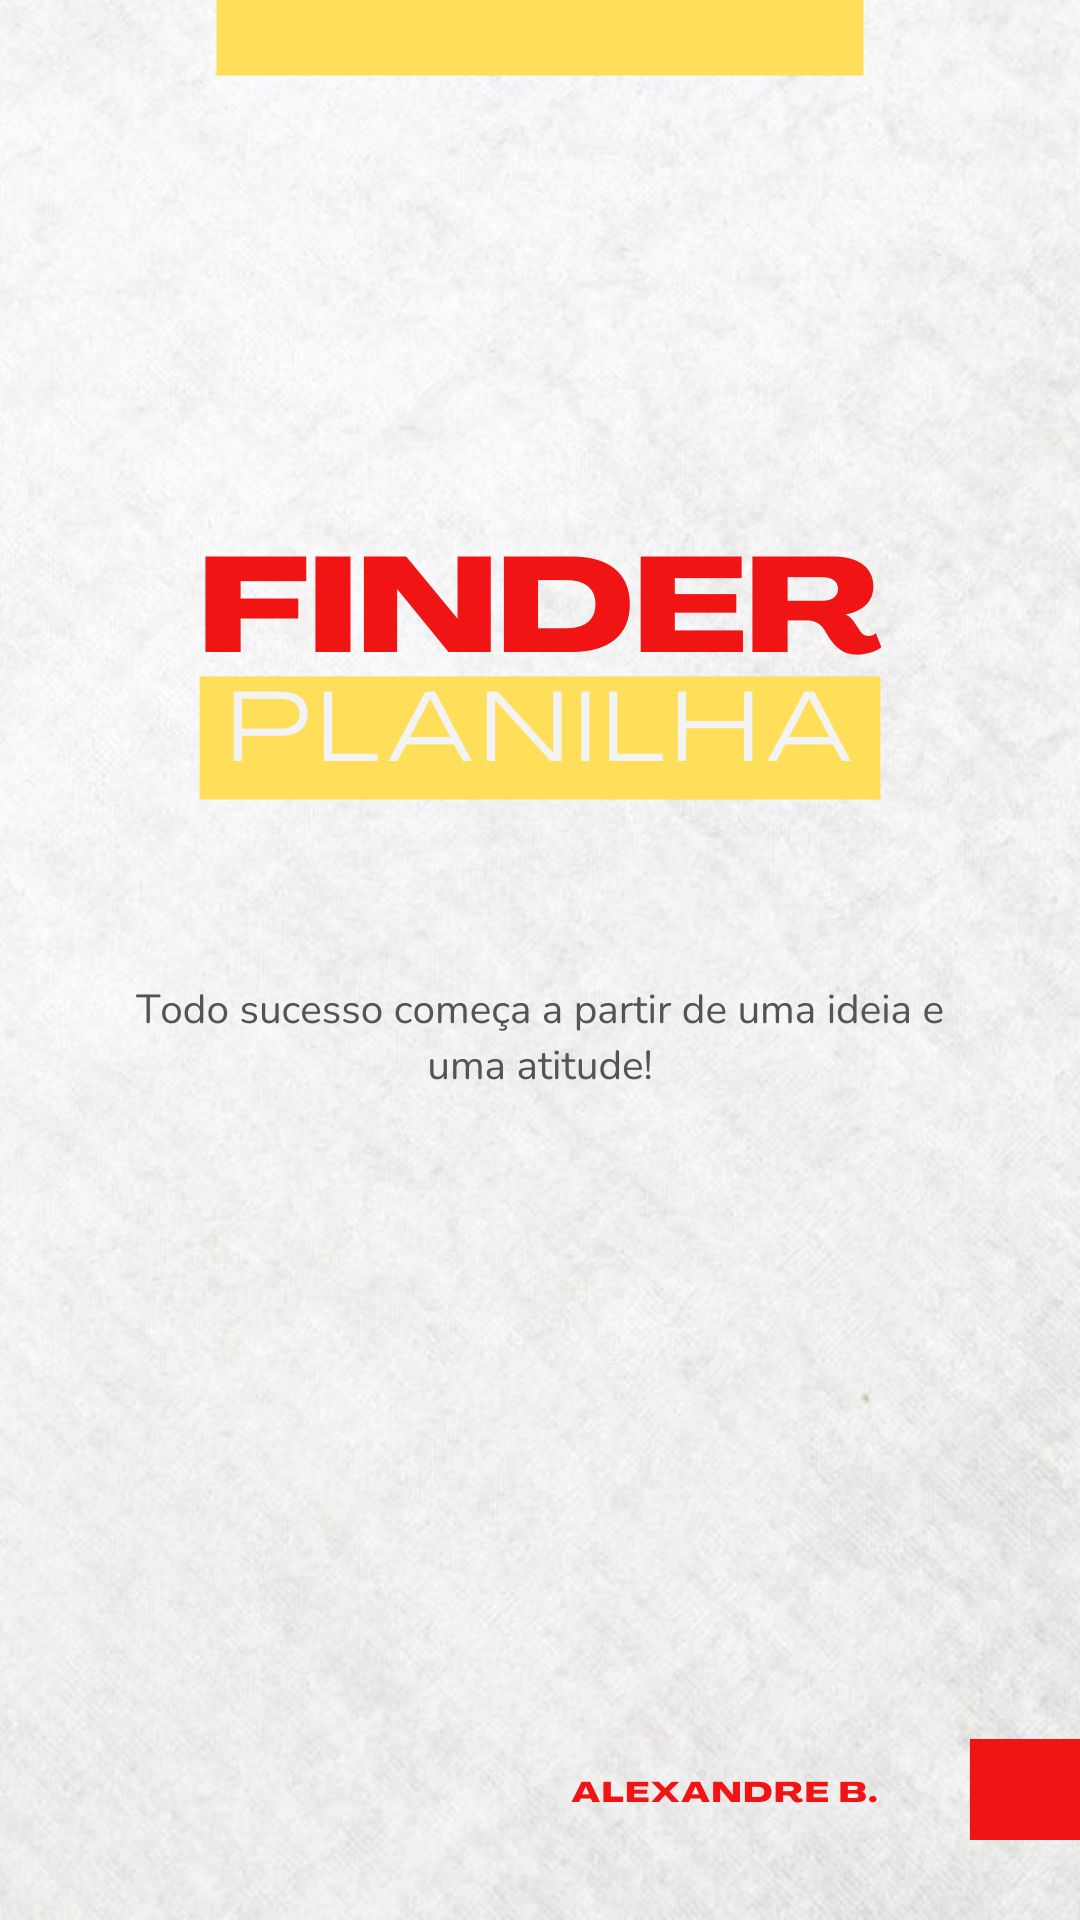 FINDER
PLANILHA
Todo sucesso começa a partir de uma ideia e
uma atitude!
ALEXANDRE B.